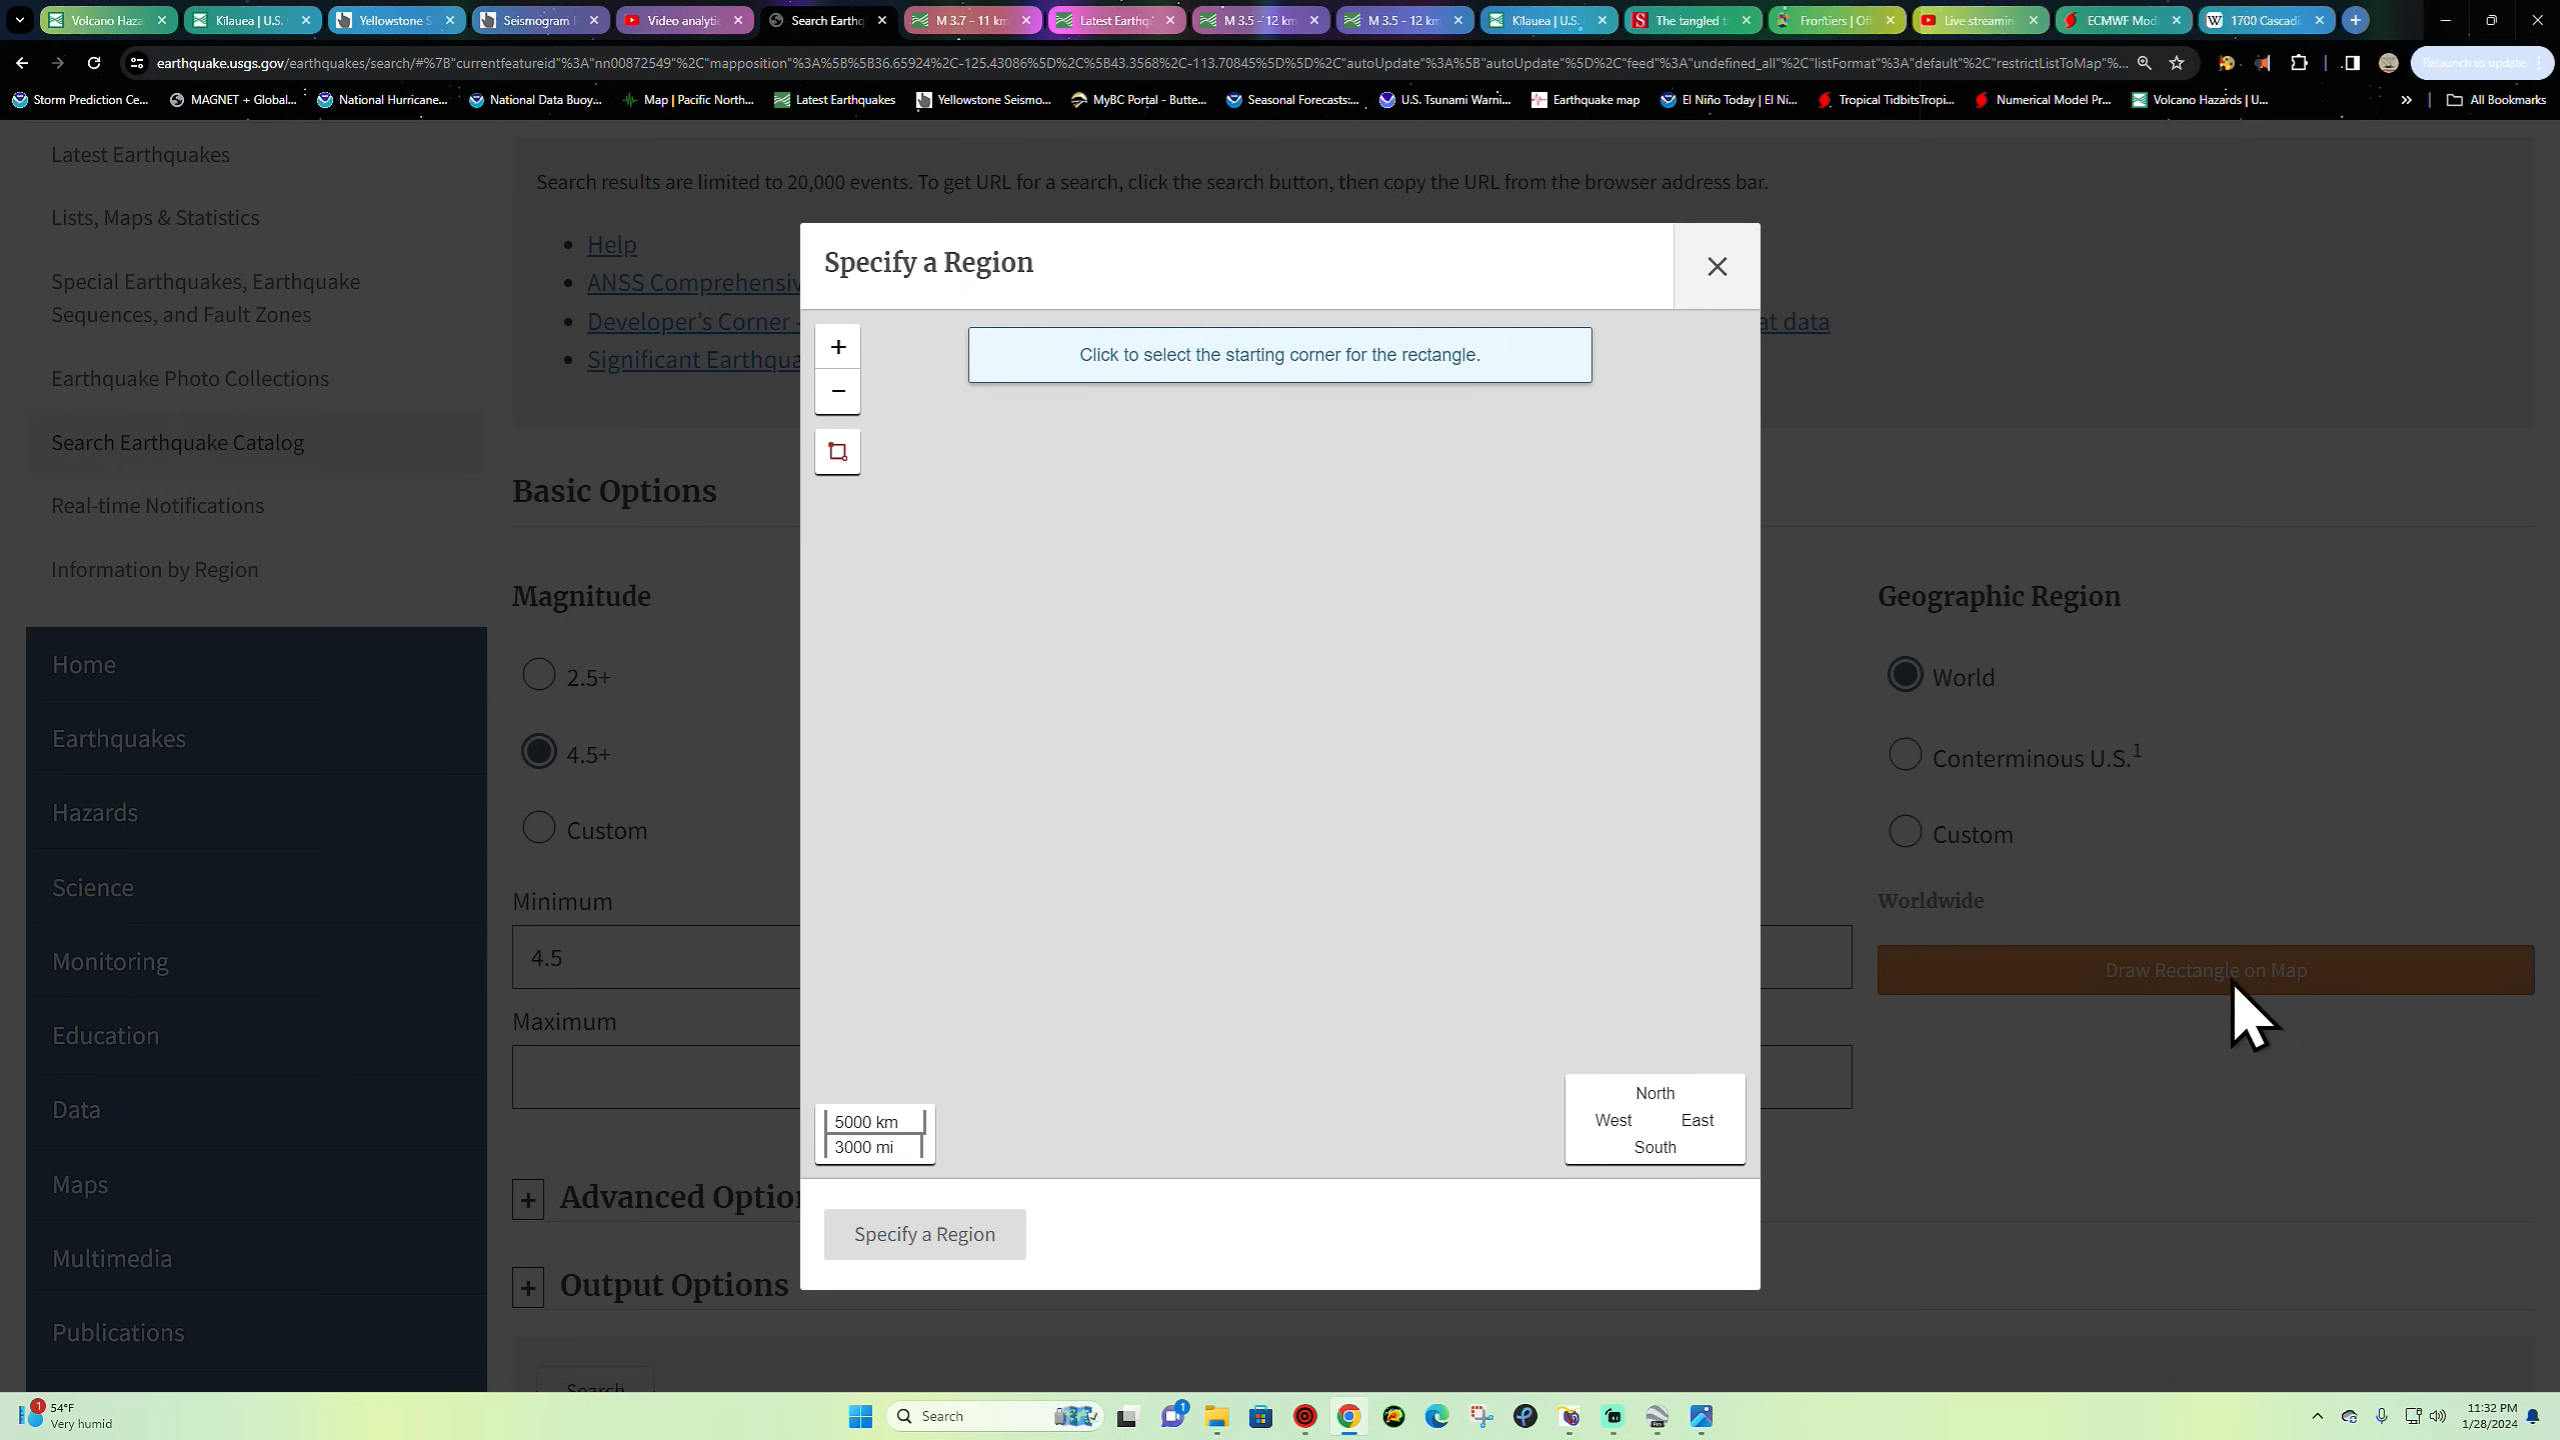 Volcano Haza
Kīlauea | U.S.
Yellowstone S
Seismogram
Video analytic
Search Earthq
M 3.7 - 11 km
Latest Earthqu
M 3.5 - 12 km
M 3.5 - 12 km
Kīlauea | U.S.
The tangled t
Frontiers | Of
Live streamin
ECMWF Mod
1700 Cascadi
earthquake.usgs.gov/earthquakes/search/#%7B"currentfeatureid"%3A"nn00872549"%2C"mapposition"%3A%5B%5B36.65924%2C-125.43086%5D%2C%5B43.3568%2C-113.70845%5D%5D%2C"autoUpdate"%3A%5B"autoUpdate"%5D%2C"feed"%3A"undefined_all"%2C"listFormat"%3A"default"%2C"restrictListToMap"%...
Relaunch to update
Storm Prediction Ce...
MAGNET + Global...
National Hurricane...
National Data Buoy...
Map | Pacific North...
Latest Earthquakes
Yellowstone Seismo...
MyBC Portal - Butte...
Seasonal Forecasts:...
U.S. Tsunami Warni...
Earthquake map
El Niño Today | El Ni...
Tropical TidbitsTropi...
Numerical Model Pr...
Volcano Hazards | U...
All Bookmarks
Latest Earthquakes
Lists, Maps & Statistics
Special Earthquakes, Earthquake
Sequences, and Fault Zones
Earthquake Photo Collections
Search Earthquake Catalog
Real-time Notifications
Information by Region
Home
Earthquakes
Hazards
Science
Monitoring
Education
Data
Maps
Multimedia
Publications
Search results are limited to 20,000 events. To get URL for a search, click the search button, then copy the URL from the browser address bar.
Help
ANSS Comprehensiv
Developer's Corner -
at data
Significant Earthqua
Basic Options
Magnitude
2.5+
4.5+
Custom
Minimum
4.5
Maximum
Advanced Option
Output Options
Search
Specify a Region
Click to select the starting corner for the rectangle.
+
−
5000 km
3000 mi
North
West East
South
Specify a Region
Geographic Region
World
Conterminous U.S.1
Custom
Worldwide
Draw Rectangle on Map
1
54°F
Very humid
Search
1
11:32 PM
1/28/2024